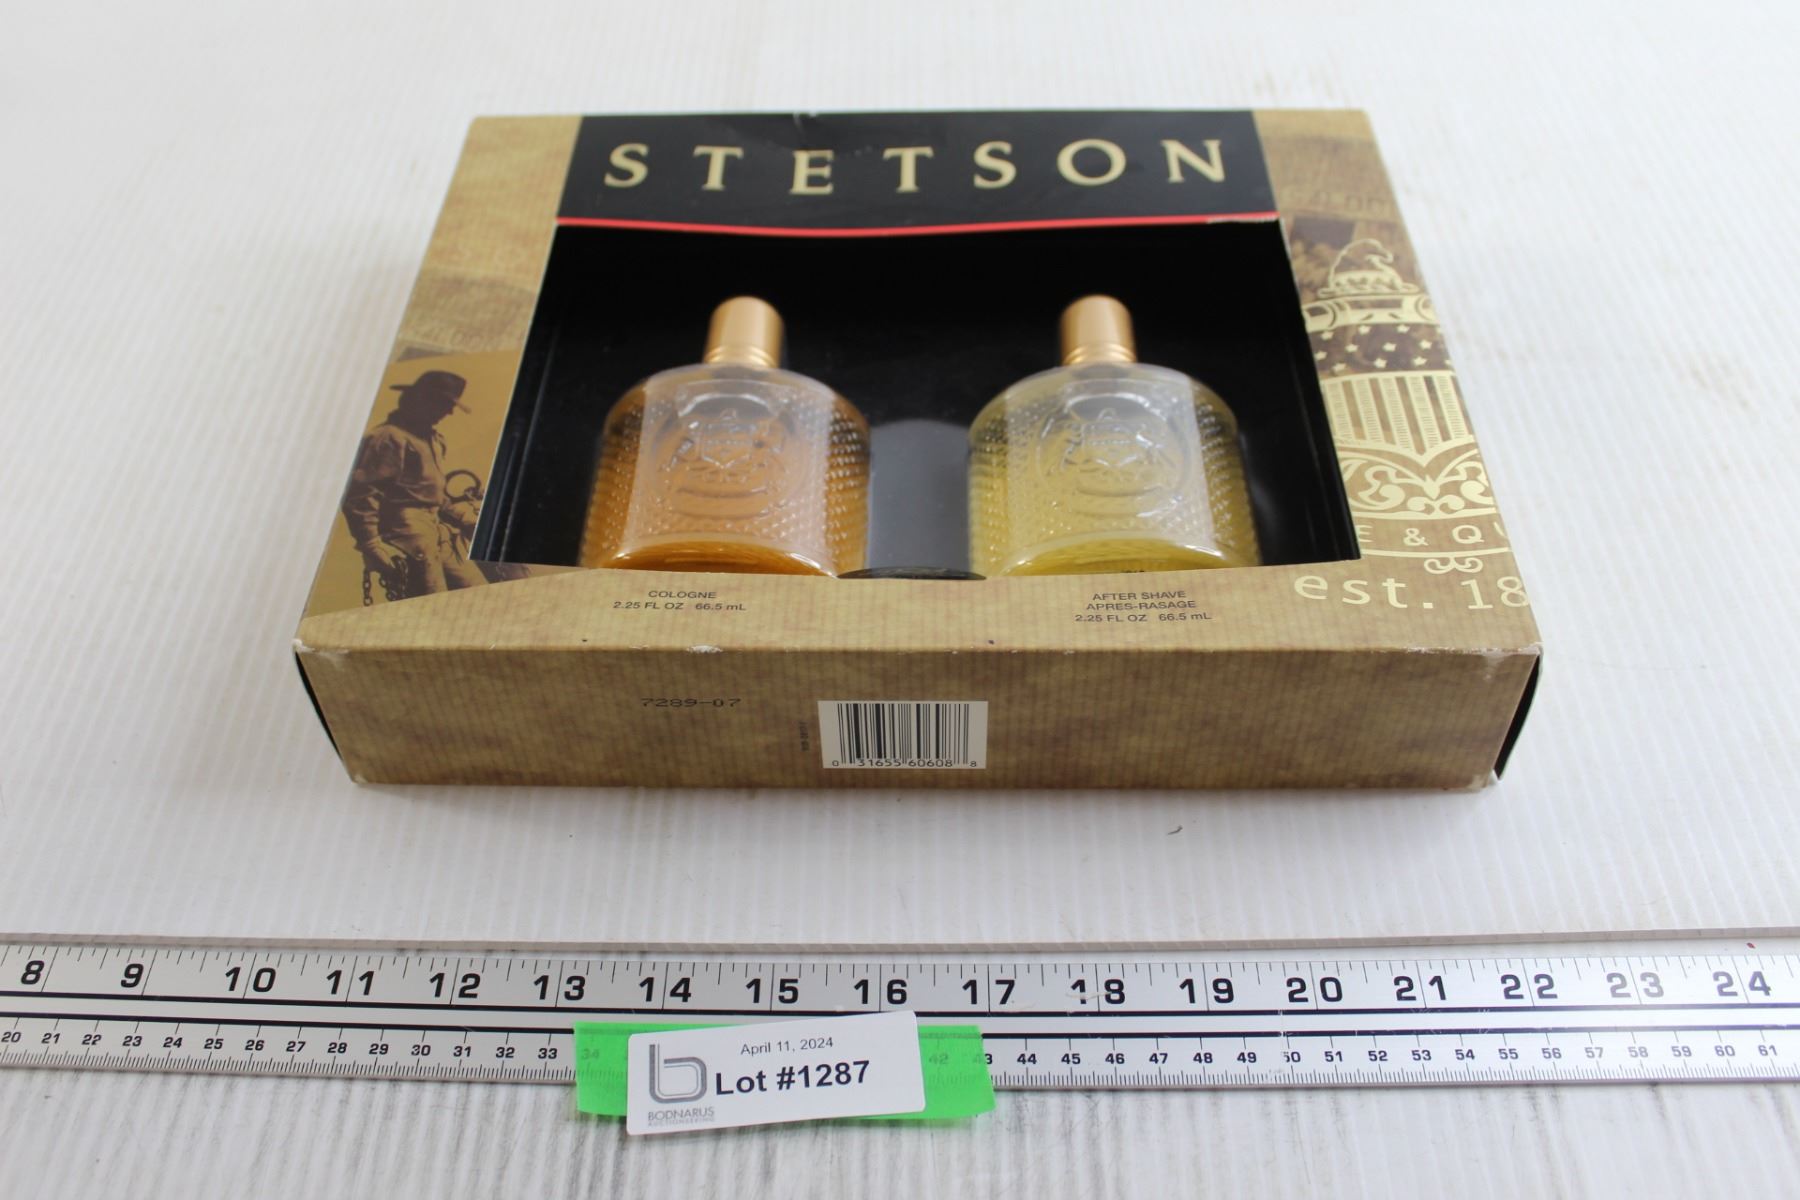 STETSON
E & Q
est. 18
COLOGNE
2.25 FL OZ 66.5 mL
AFTER SHAVE
APRES-RASAGE
2.25 FL OZ 66.5 mL
7289-07
0 31655 60608 8
8 9 10 11 12 13 14 15 16 17 18 19 20 21 22 23 24
20 21 22 23 24 25 26 27 28 29 30 31 32 33 34 42 43 44 45 46 47 48 49 50 51 52 53 54 55 56 57 58 59 60 61
April 11, 2024
Lot #1287
BODNARUS
AUCTIONEERING